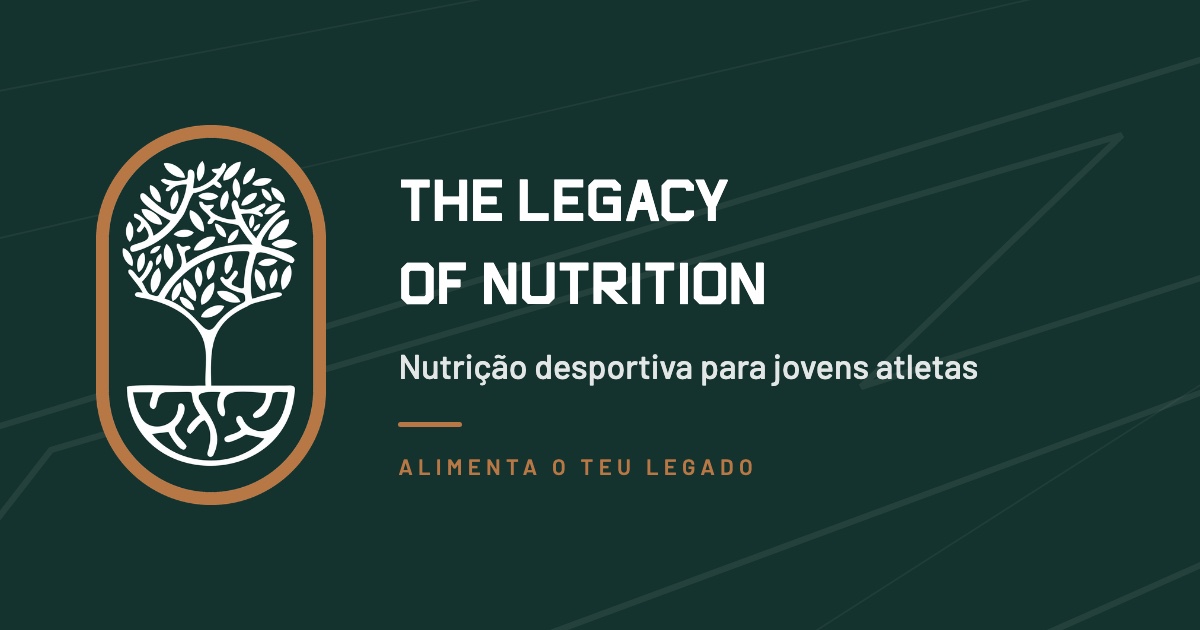 THE LEGACY
OF NUTRITION
Nutrição desportiva para jovens atletas
ALIMENTA O TEU LEGADO